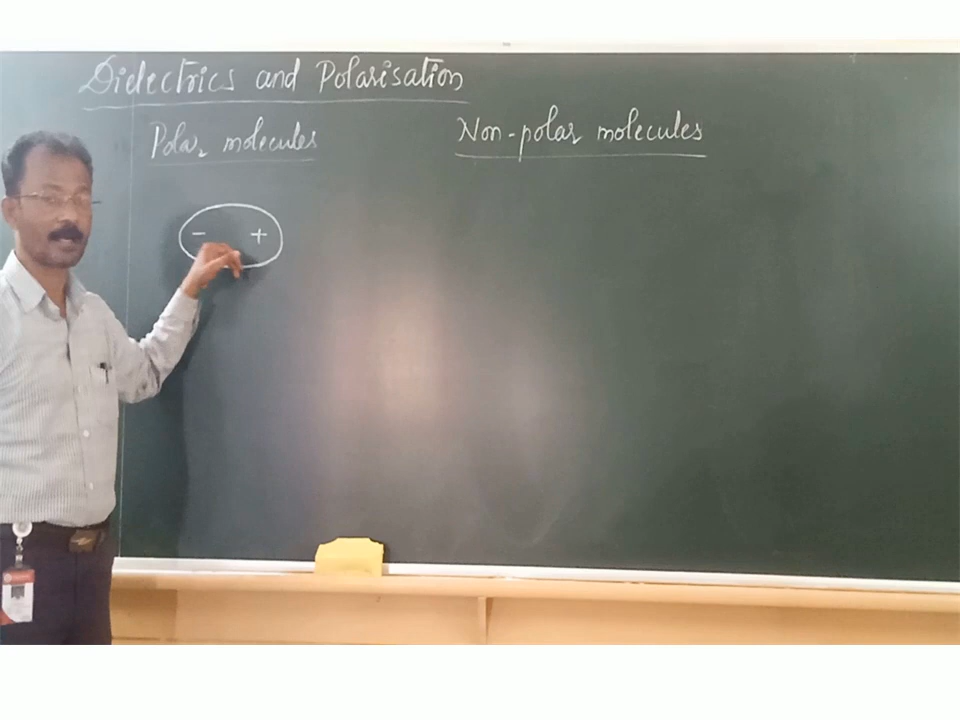 Dielectrics and Polarisation
Polar molecules
Non-polar molecules
- +